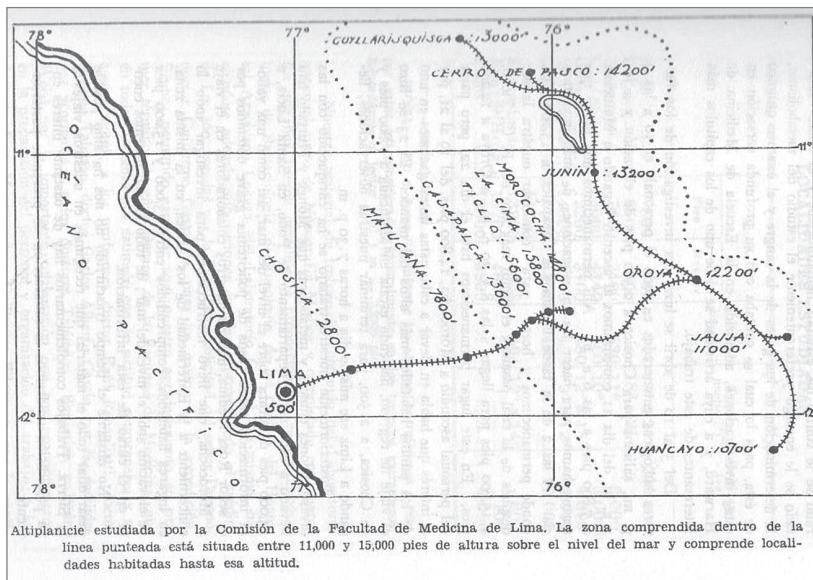 78°
77°
76°
GOYLLARISQUISGA: 13000'
CERRO DE PASCO: 14200'
11°
11°
JUNÍN: 13200'
OCÉANO PACÍFICO
MOROCOCHA: 14800'
LA CIMA: 15800'
TICLIO: 15600'
CASAPALCA: 13600'
MATUCANA: 7800'
CHOSICA: 2800'
OROYA: 12200'
JAUJA:
11000'
LIMA
500'
12°
12°
HUANCAYO: 10700'
78°
77°
76°
Altiplanicie estudiada por la Comisión de la Facultad de Medicina de Lima. La zona comprendida dentro de la
línea punteada está situada entre 11,000 y 15,000 pies de altura sobre el nivel del mar y comprende locali-
dades habitadas hasta esa altitud.